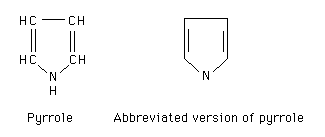 HC CH
HC CH
N
H
N
Pyrrole
Abbreviated version of pyrrole